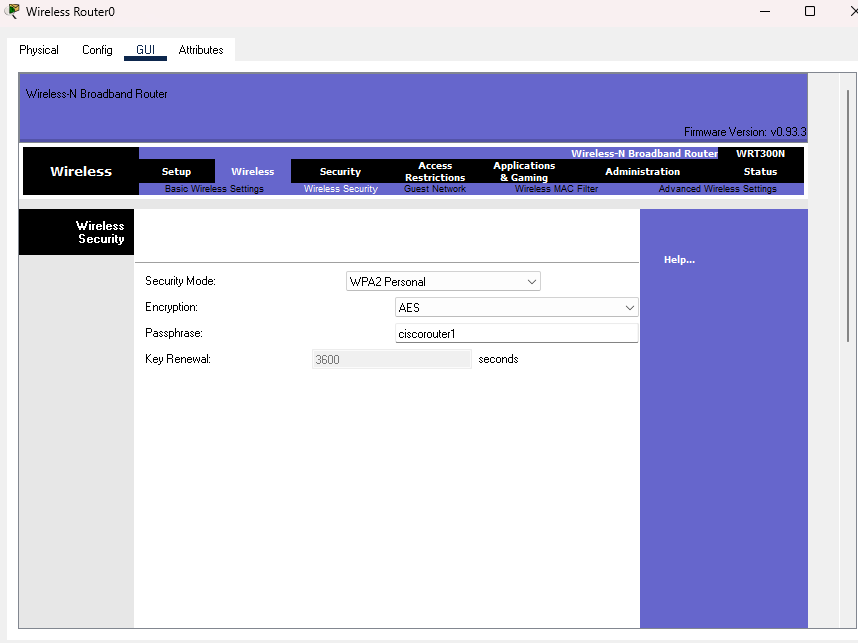 Wireless Router0
Physical Config GUI Attributes
Wireless-N Broadband Router
Firmware Version: v0.93.3
Wireless-N Broadband Router WRT300N
Wireless
Setup Wireless Security Access Restrictions Applications & Gaming Administration Status
Basic Wireless Settings Wireless Security Guest Network Wireless MAC Filter Advanced Wireless Settings
Wireless
Security
Help...
Security Mode: WPA2 Personal
Encryption: AES
Passphrase: ciscorouter1
Key Renewal: 3600 seconds